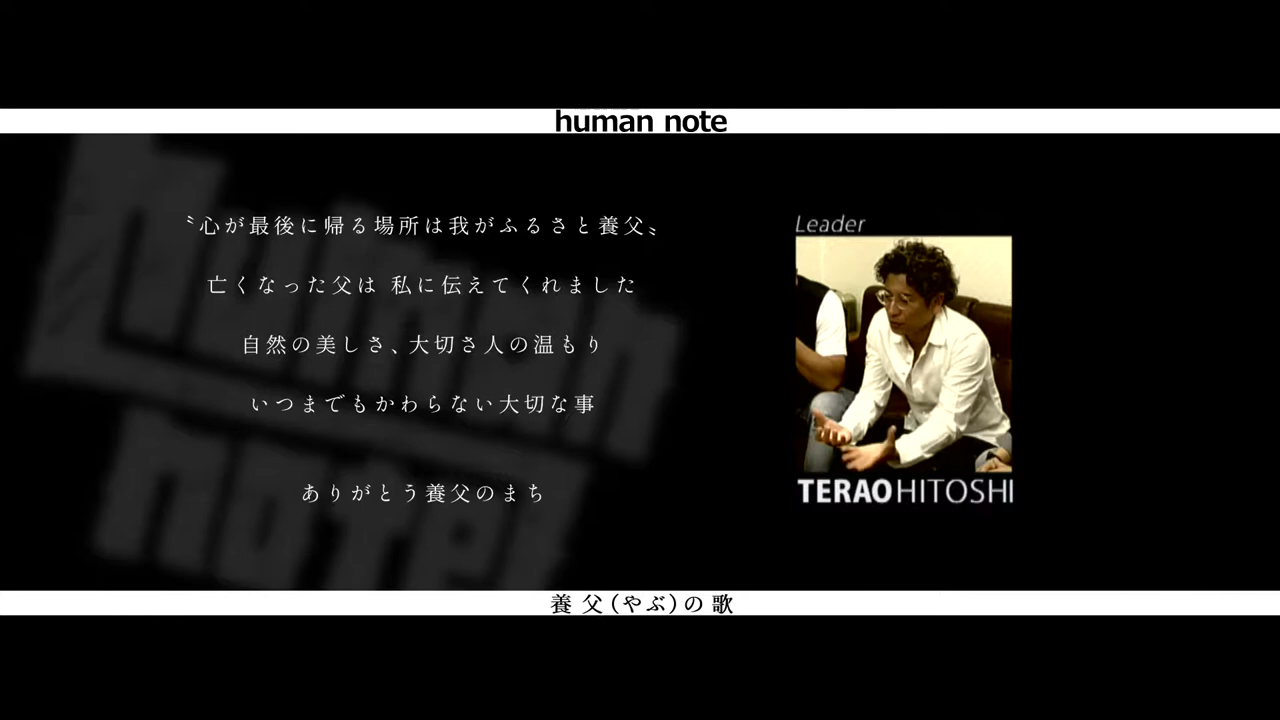 human note
〝心が最後に帰る場所は我がふるさと養父〟
亡くなった父は 私に伝えてくれました
自然の美しさ、大切さ人の温もり
いつまでもかわらない大切な事
ありがとう養父のまち
Leader
TERAO HITOSHI
human
note
養父(やぶ)の歌